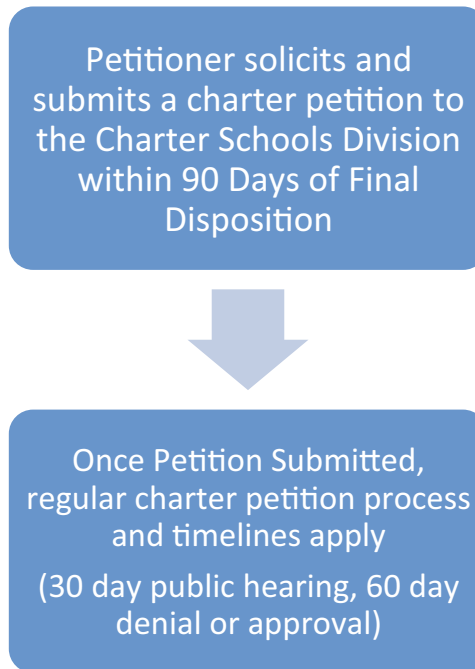 Petitioner solicits and
submits a charter petition to
the Charter Schools Division
within 90 Days of Final
Disposition
Once Petition Submitted,
regular charter petition process
and timelines apply
(30 day public hearing, 60 day
denial or approval)